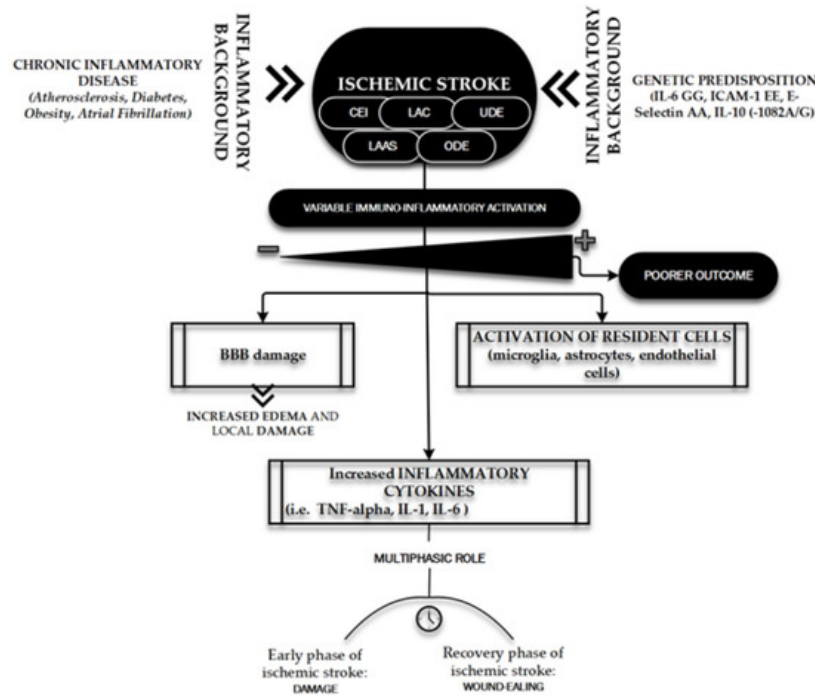 CHRONIC INFLAMMATORY
DISEASE
(Atherosclerosis, Diabetes,
Obesity, Atrial Fibrillation)
INFLAMMATORY
BACKGROUND
ISCHEMIC STROKE
CEI
LAC
UDE
LAAS
ODE
INFLAMMATORY
BACKGROUND
GENETIC PREDISPOSITION
(IL-6 GG, ICAM-1 EE, E-
Selectin AA, IL-10 (-1082A/G)
VARIABLE IMMUNO-INFLAMMATORY ACTIVATION
−
+
POORER OUTCOME
BBB damage
ACTIVATION OF RESIDENT CELLS
(microglia, astrocytes, endothelial
cells)
INCREASED EDEMA AND
LOCAL DAMAGE
Increased INFLAMMATORY
CYTOKINES
(i.e. TNF-alpha, IL-1, IL-6 )
MULTIPHASIC ROLE
Early phase of
ischemic stroke:
DAMAGE
Recovery phase of
ischemic stroke:
WOUND-EALING